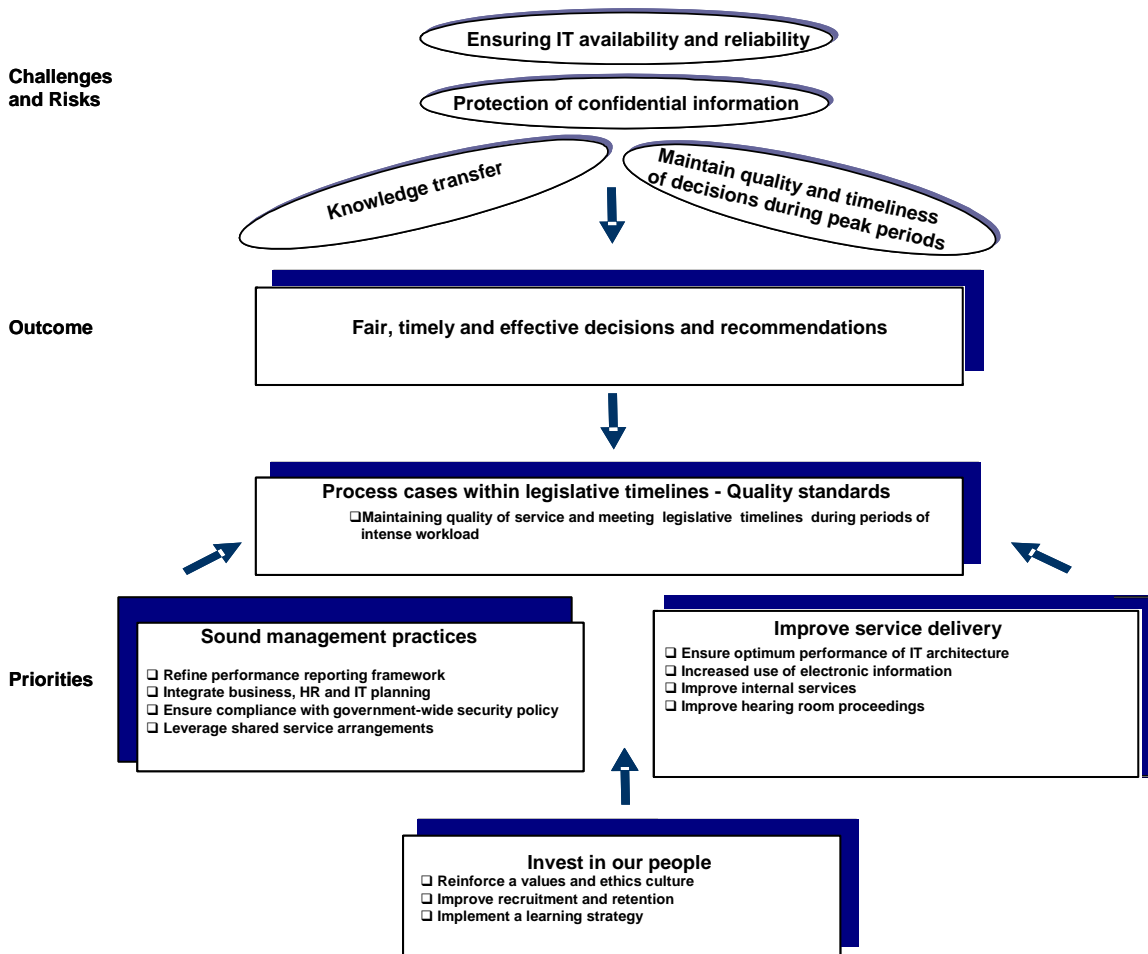 Ensuring IT availability and reliability
Challenges
and Risks
Protection of confidential information
Knowledge transfer
Maintain quality and timeliness
of decisions during peak periods
Outcome
Fair, timely and effective decisions and recommendations
Process cases within legislative timelines - Quality standards
❑Maintaining quality of service and meeting legislative timelines during periods of
intense workload
Priorities
Sound management practices
❑ Refine performance reporting framework
❑ Integrate business, HR and IT planning
❑ Ensure compliance with government-wide security policy
❑ Leverage shared service arrangements
Improve service delivery
❑ Ensure optimum performance of IT architecture
❑ Increased use of electronic information
❑ Improve internal services
❑ Improve hearing room proceedings
Invest in our people
❑ Reinforce a values and ethics culture
❑ Improve recruitment and retention
❑ Implement a learning strategy